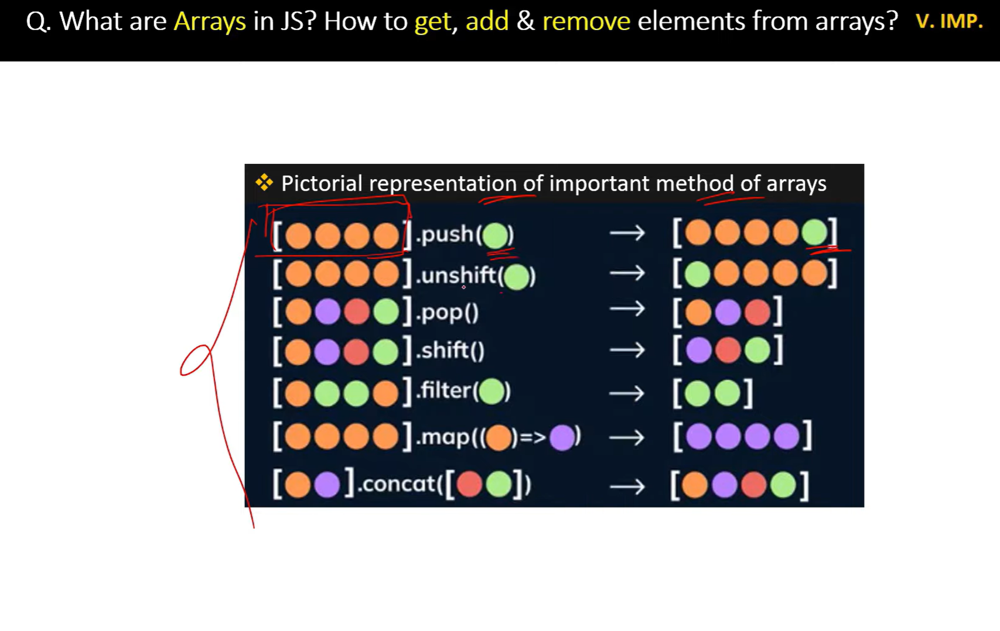 Q. What are Arrays in JS? How to get, add & remove elements from arrays? V. IMP.
Pictorial representation of important method of arrays
[ ].push( ) → [ ]
[ ].unshift( ) → [ ]
[ ].pop() → [ ]
[ ].shift() → [ ]
[ ].filter( ) → [ ]
[ ].map(( )=> ) → [ ]
[ ].concat([ ]) → [ ]